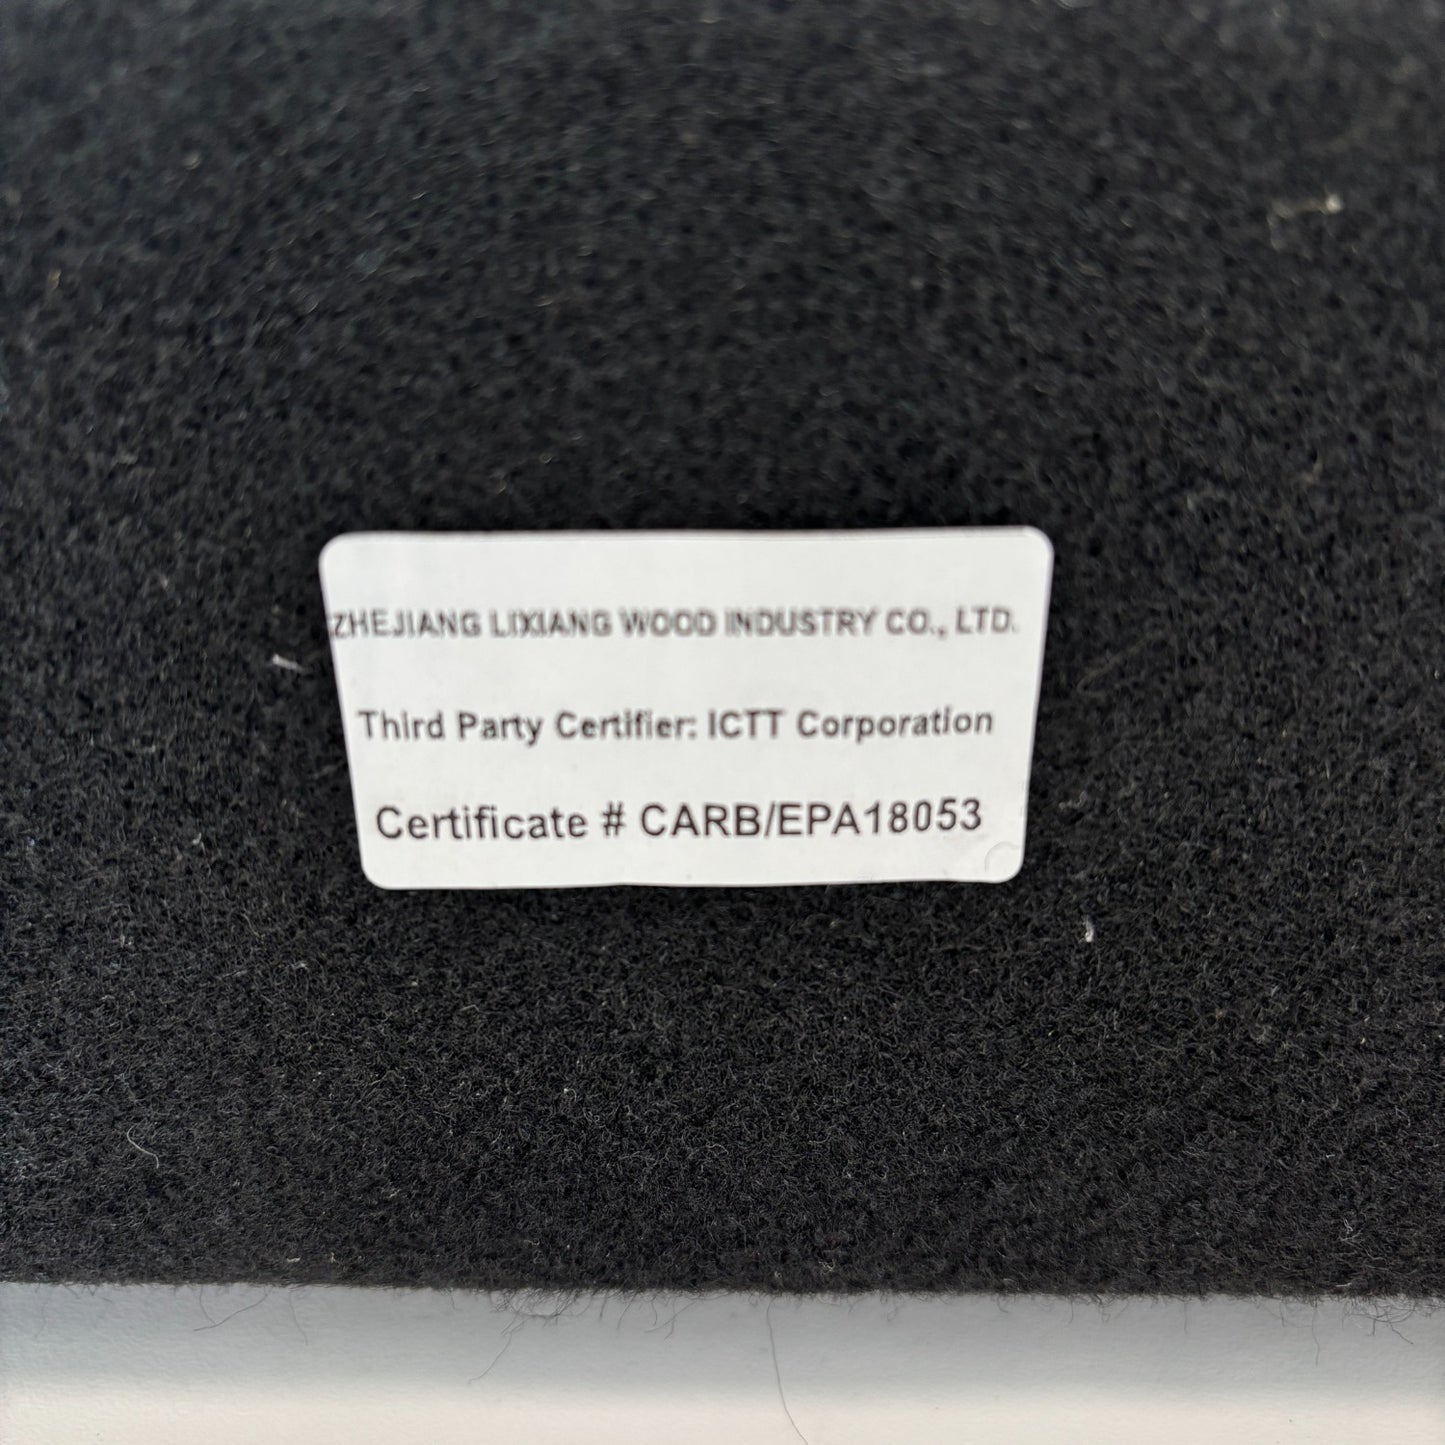 ZHEJIANG LIXIANG WOOD INDUSTRY CO., LTD.
Third Party Certifier: ICTT Corporation
Certificate # CARB/EPA18053